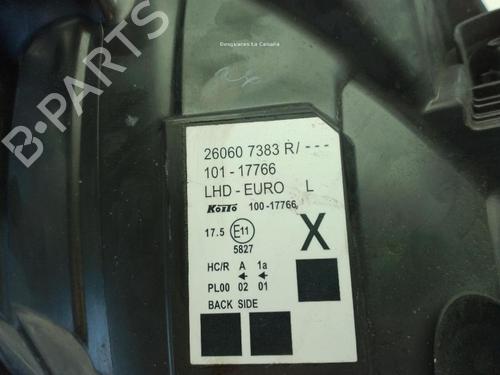 Desguaces La Cabaña
B-PARTS
26060 7383 R/ ---
101 - 17766
LHD - EURO L
KOITO 100-17766
17.5 E11 X
5827
HC/R A 1a
PL00 02 01
BACK SIDE